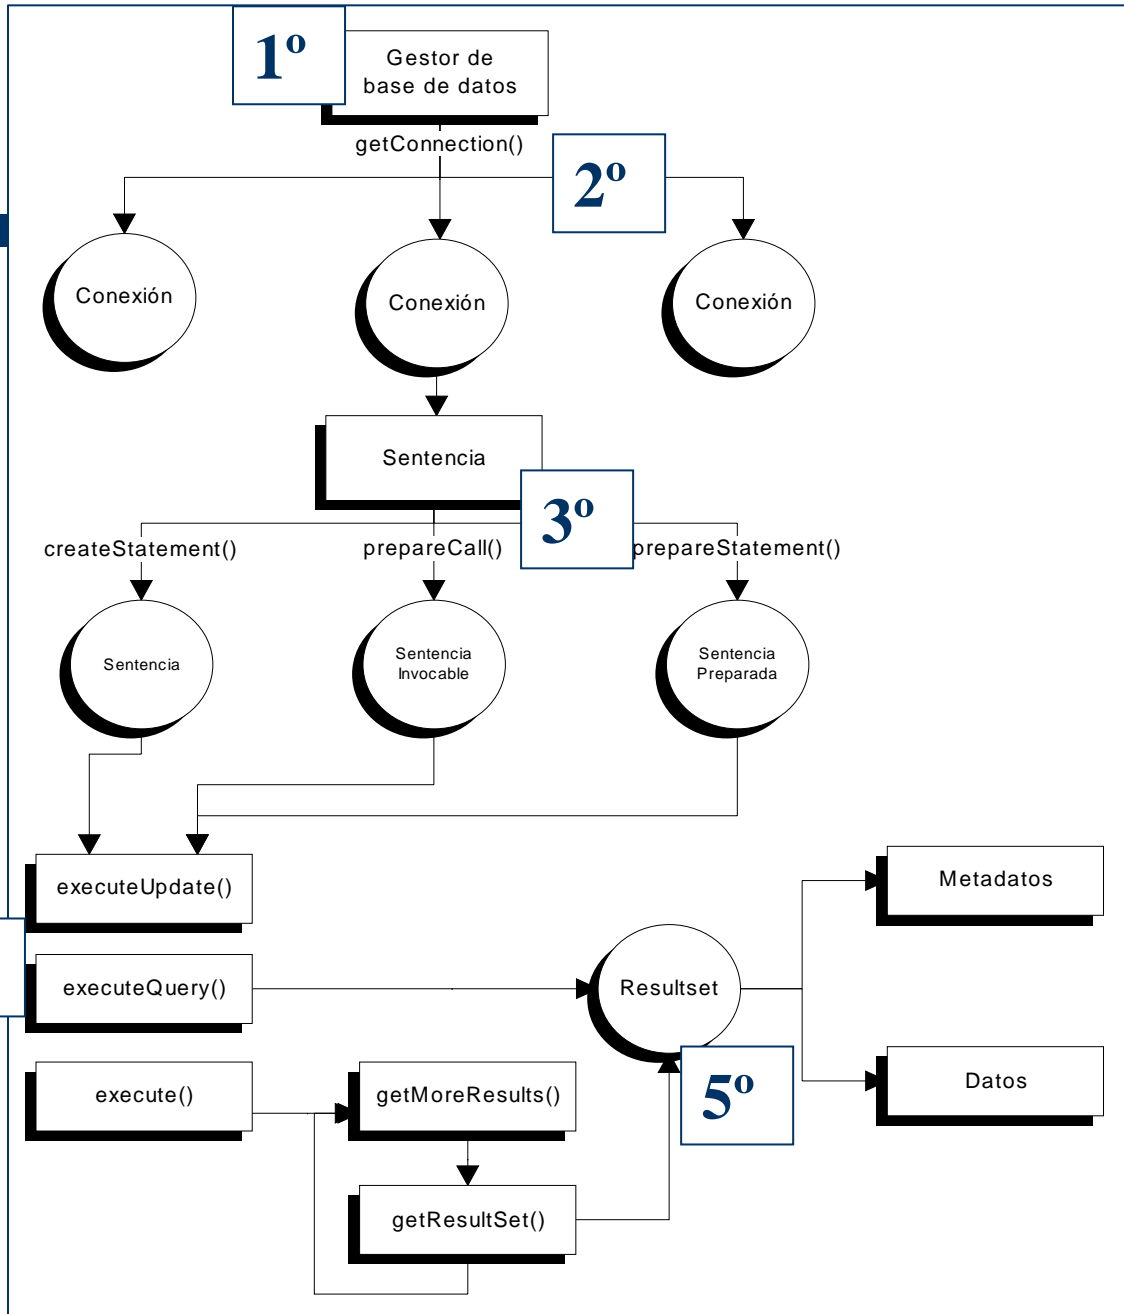 1º
Gestor de
base de datos
getConnection()
2º
Conexión
Conexión
Conexión
Sentencia
3º
createStatement()
prepareCall()
prepareStatement()
Sentencia
Sentencia
Invocable
Sentencia
Preparada
executeUpdate()
Metadatos
executeQuery()
Resultset
execute()
getMoreResults()
5º
Datos
getResultSet()